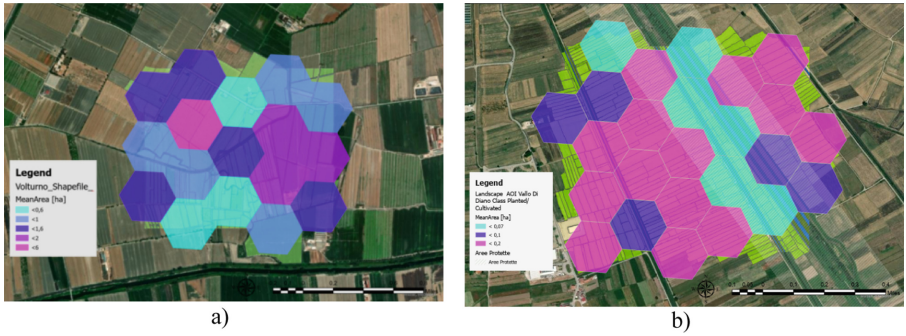 Legend
Volturno_Shapefile_
MeanArea [ha]
<0,6
<1
<1,6
<2
<6
a)
Legend
Landscape AOI Vallo Di
Diano Class Planted/
Cultivated
MeanArea [ha]
< 0,07
< 0,1
< 0,2
Aree Protette
Aree Protette
b)